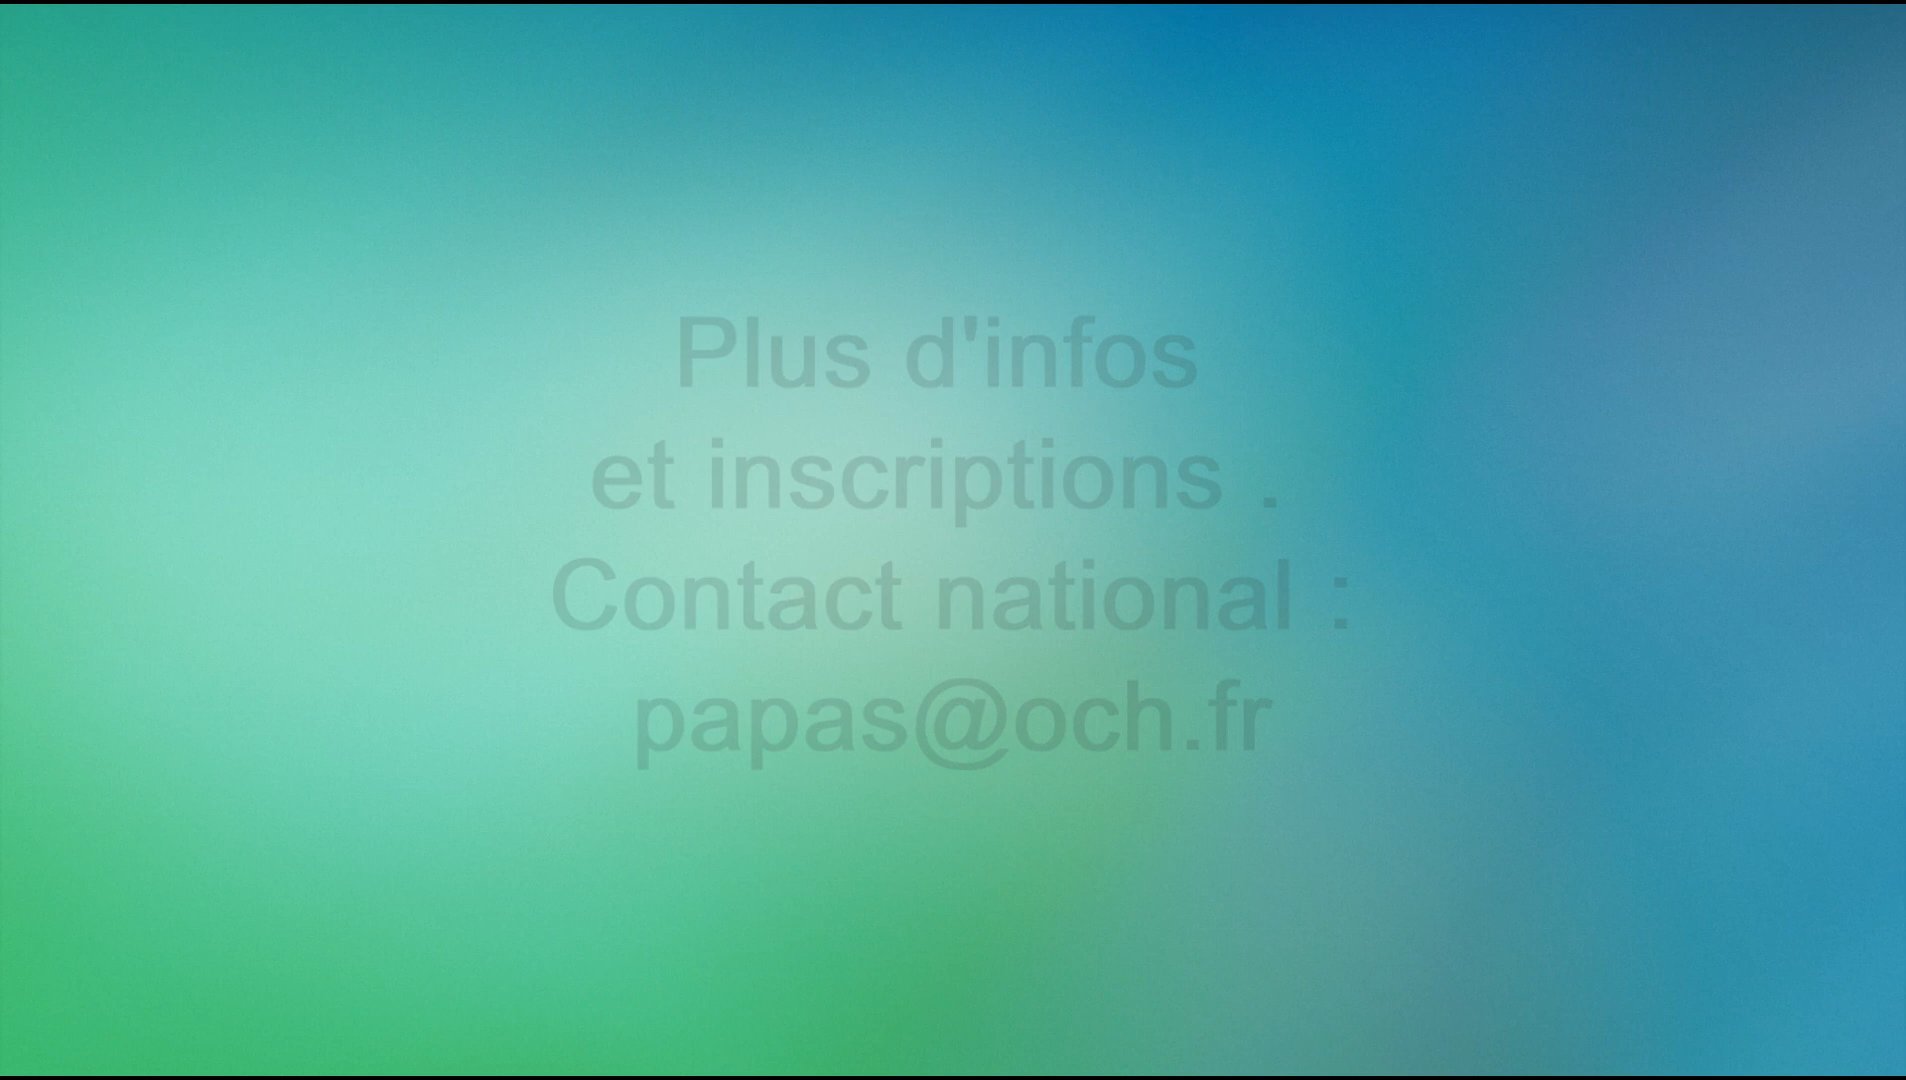 Plus d'infos
et inscriptions .
Contact national :
papas@och.fr